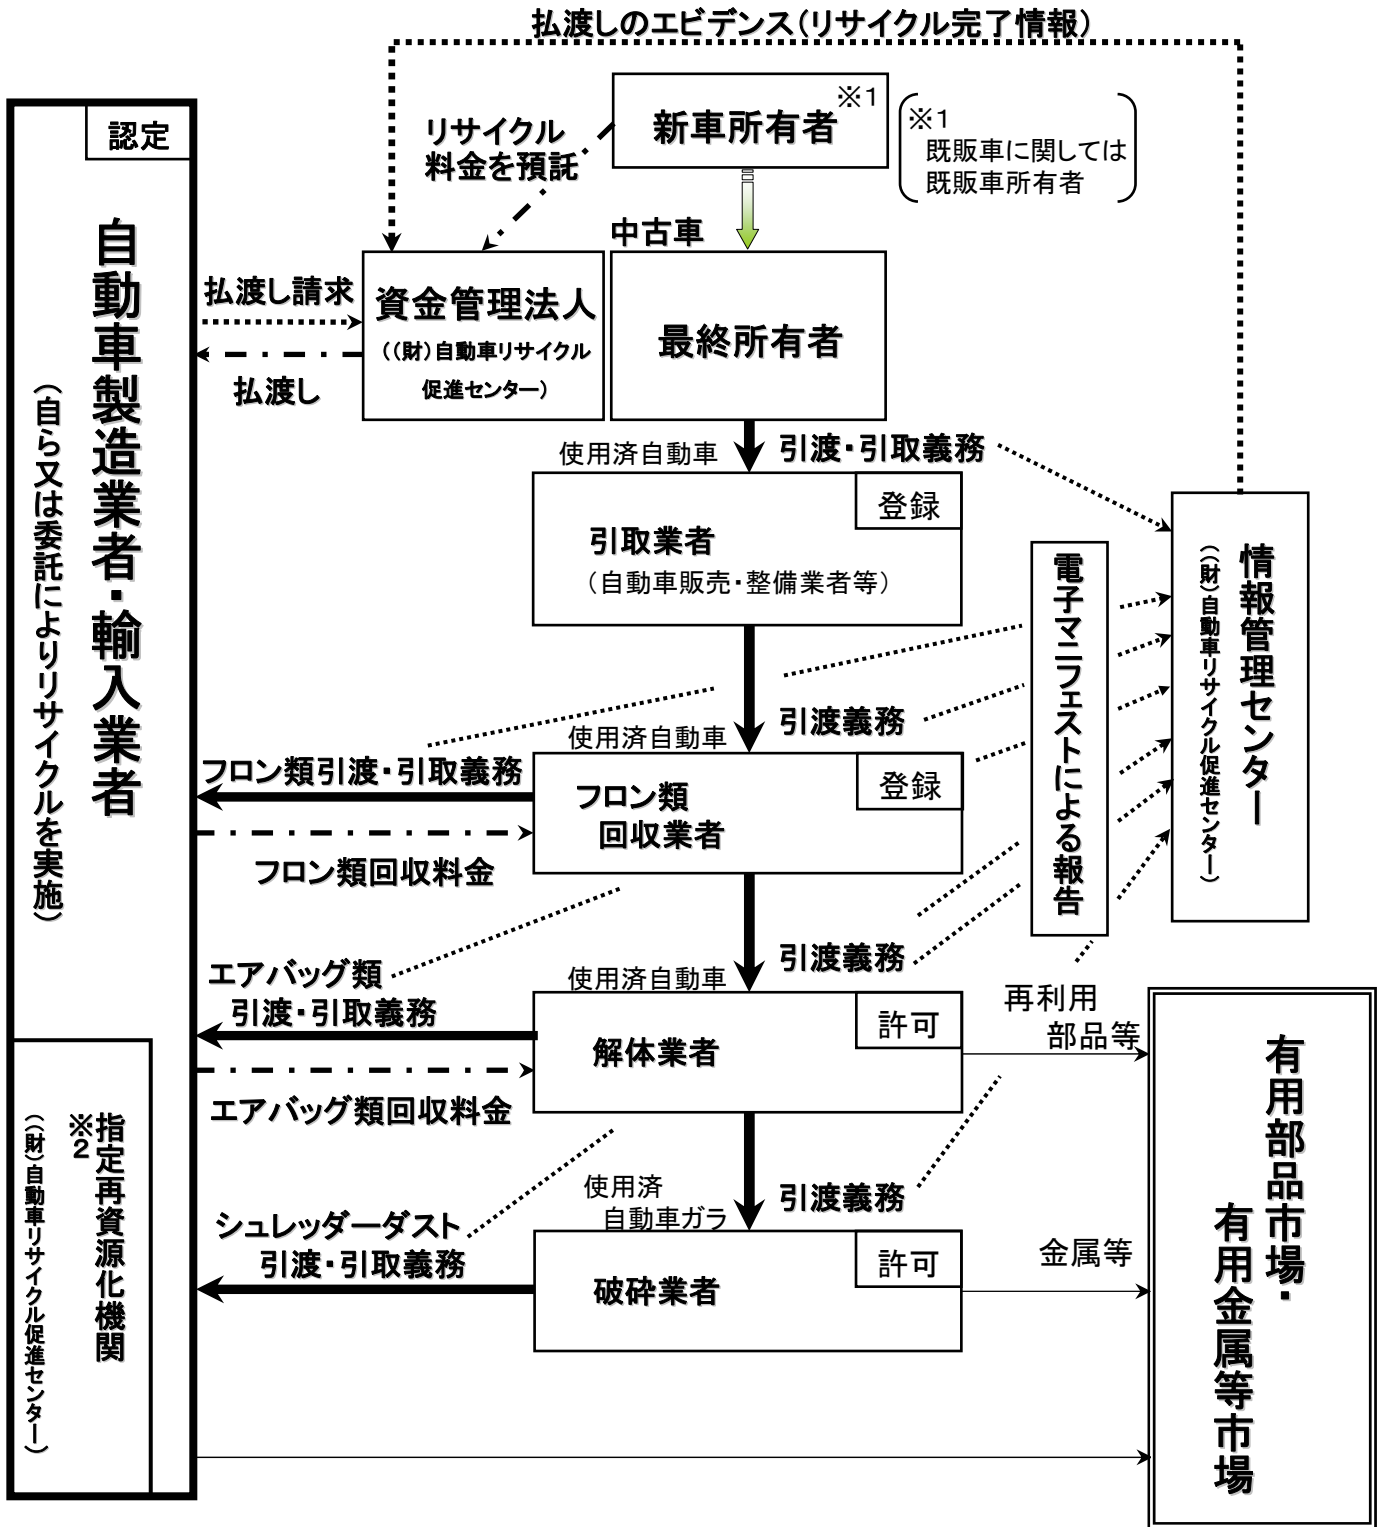 払渡しのエビデンス（リサイクル完了情報）
新車所有者※1
※1
既販車に関しては
既販車所有者
リサイクル
料金を預託
認定
自動車製造業者・輸入業者
（自ら又は委託によりリサイクルを実施）
中古車
払渡し請求
払渡し
資金管理法人
（（財）自動車リサイクル
促進センター）
最終所有者
使用済自動車
引渡・引取義務
登録
引取業者
（自動車販売・整備業者等）
電子マニフェストによる報告
情報管理センター
（（財）自動車リサイクル促進センター）
引渡義務
使用済自動車
フロン類引渡・引取義務
登録
フロン類
回収業者
フロン類回収料金
引渡義務
使用済自動車
エアバッグ類
引渡・引取義務
許可
解体業者
再利用
部品等
エアバッグ類回収料金
指定再資源化機関
※2
（（財）自動車リサイクル促進センター）
使用済
自動車ガラ
引渡義務
シュレッダーダスト
引渡・引取義務
許可
破砕業者
金属等
有用部品市場・
有用金属等市場